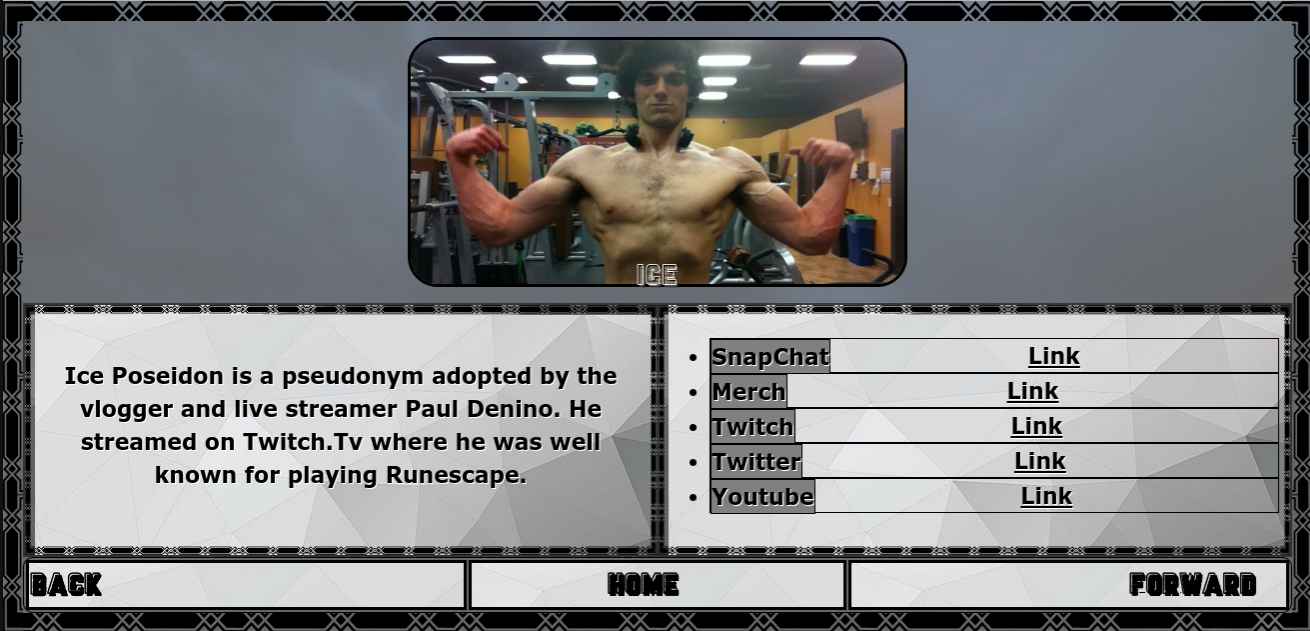 ICE
Ice Poseidon is a pseudonym adopted by the
vlogger and live streamer Paul Denino. He
streamed on Twitch.Tv where he was well
known for playing Runescape.
SnapChat Link
Merch Link
Twitch Link
Twitter Link
Youtube Link
BACK HOME FORWARD